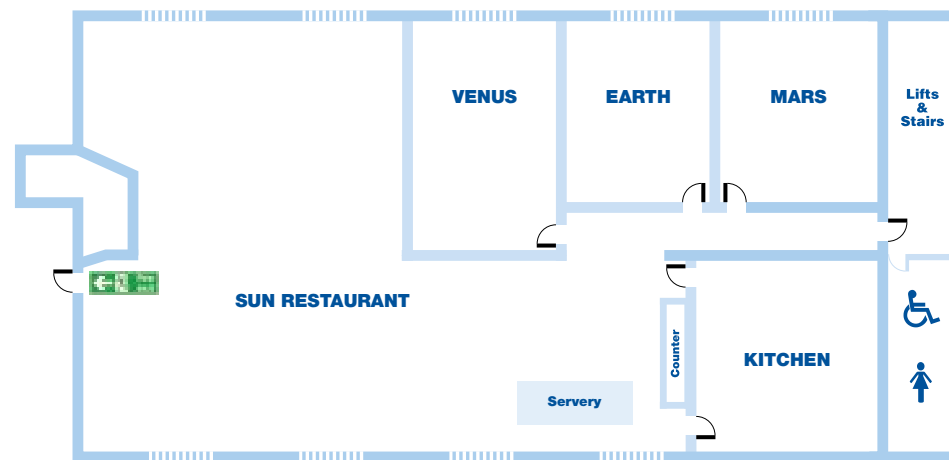 VENUS
EARTH
MARS
Lifts
&
Stairs
SUN RESTAURANT
Counter
KITCHEN
Servery